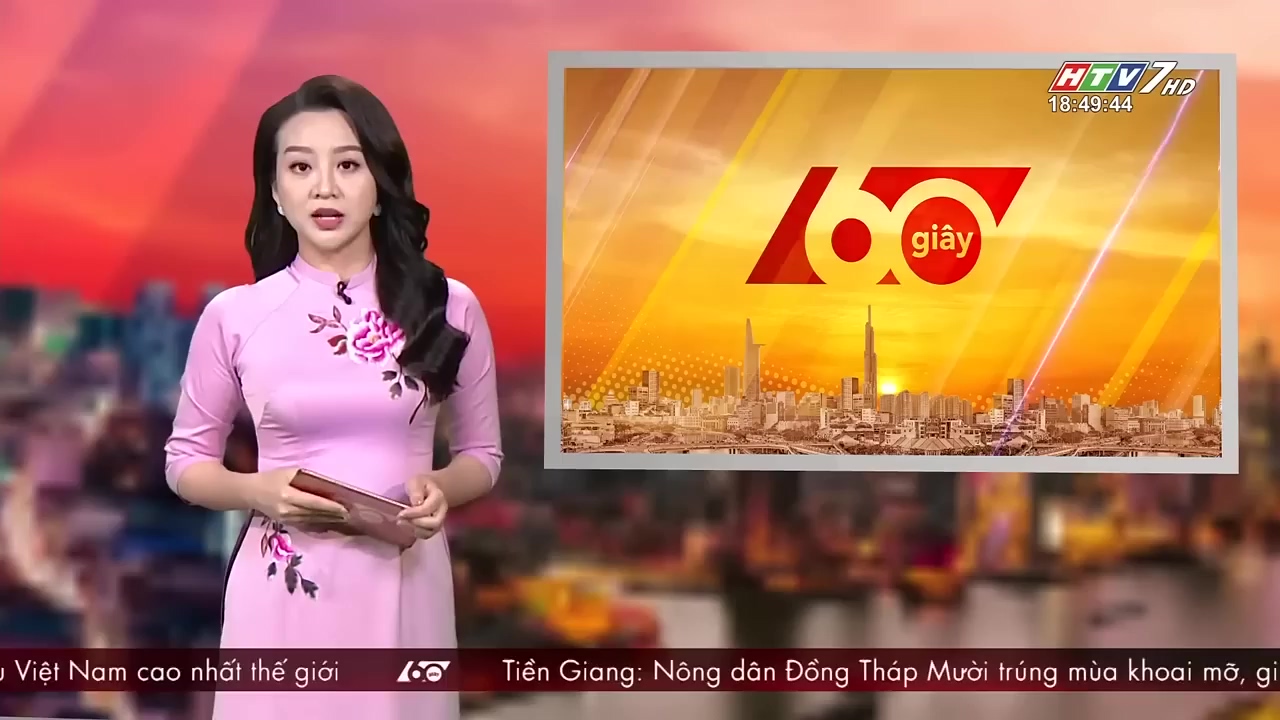 HTV7 HD
18:49:44
60 giây
Việt Nam cao nhất thế giới
60 giây
Tiền Giang: Nông dân Đồng Tháp Mười trúng mùa khoai mỡ,